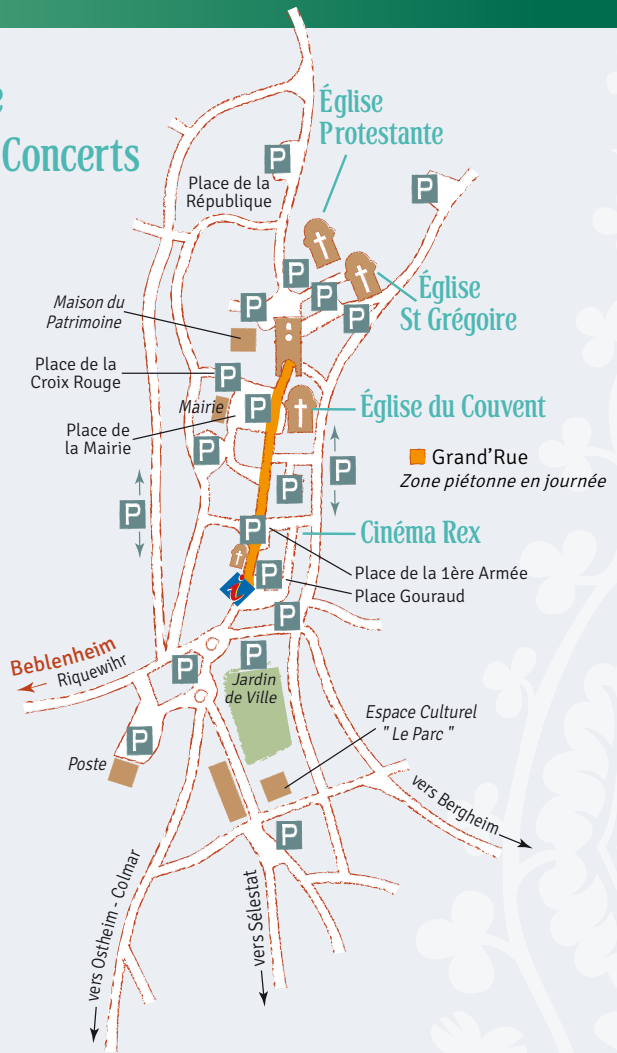 e
Concerts
Église
Protestante
P
Place de la
République
P
P
Église
St Grégoire
P
P
P
Maison du
Patrimoine
Place de la
Croix Rouge
P
Mairie
P
Place de
la Mairie
P
Église du Couvent
Grand'Rue
Zone piétonne en journée
P
P
P
P
Cinéma Rex
Place de la 1ère Armée
Place Gouraud
P
i
P
P
Beblenheim
Riquewihr
P
Jardin
de Ville
Espace Culturel
" Le Parc "
P
Poste
vers Bergheim
P
vers Ostheim - Colmar
vers Sélestat